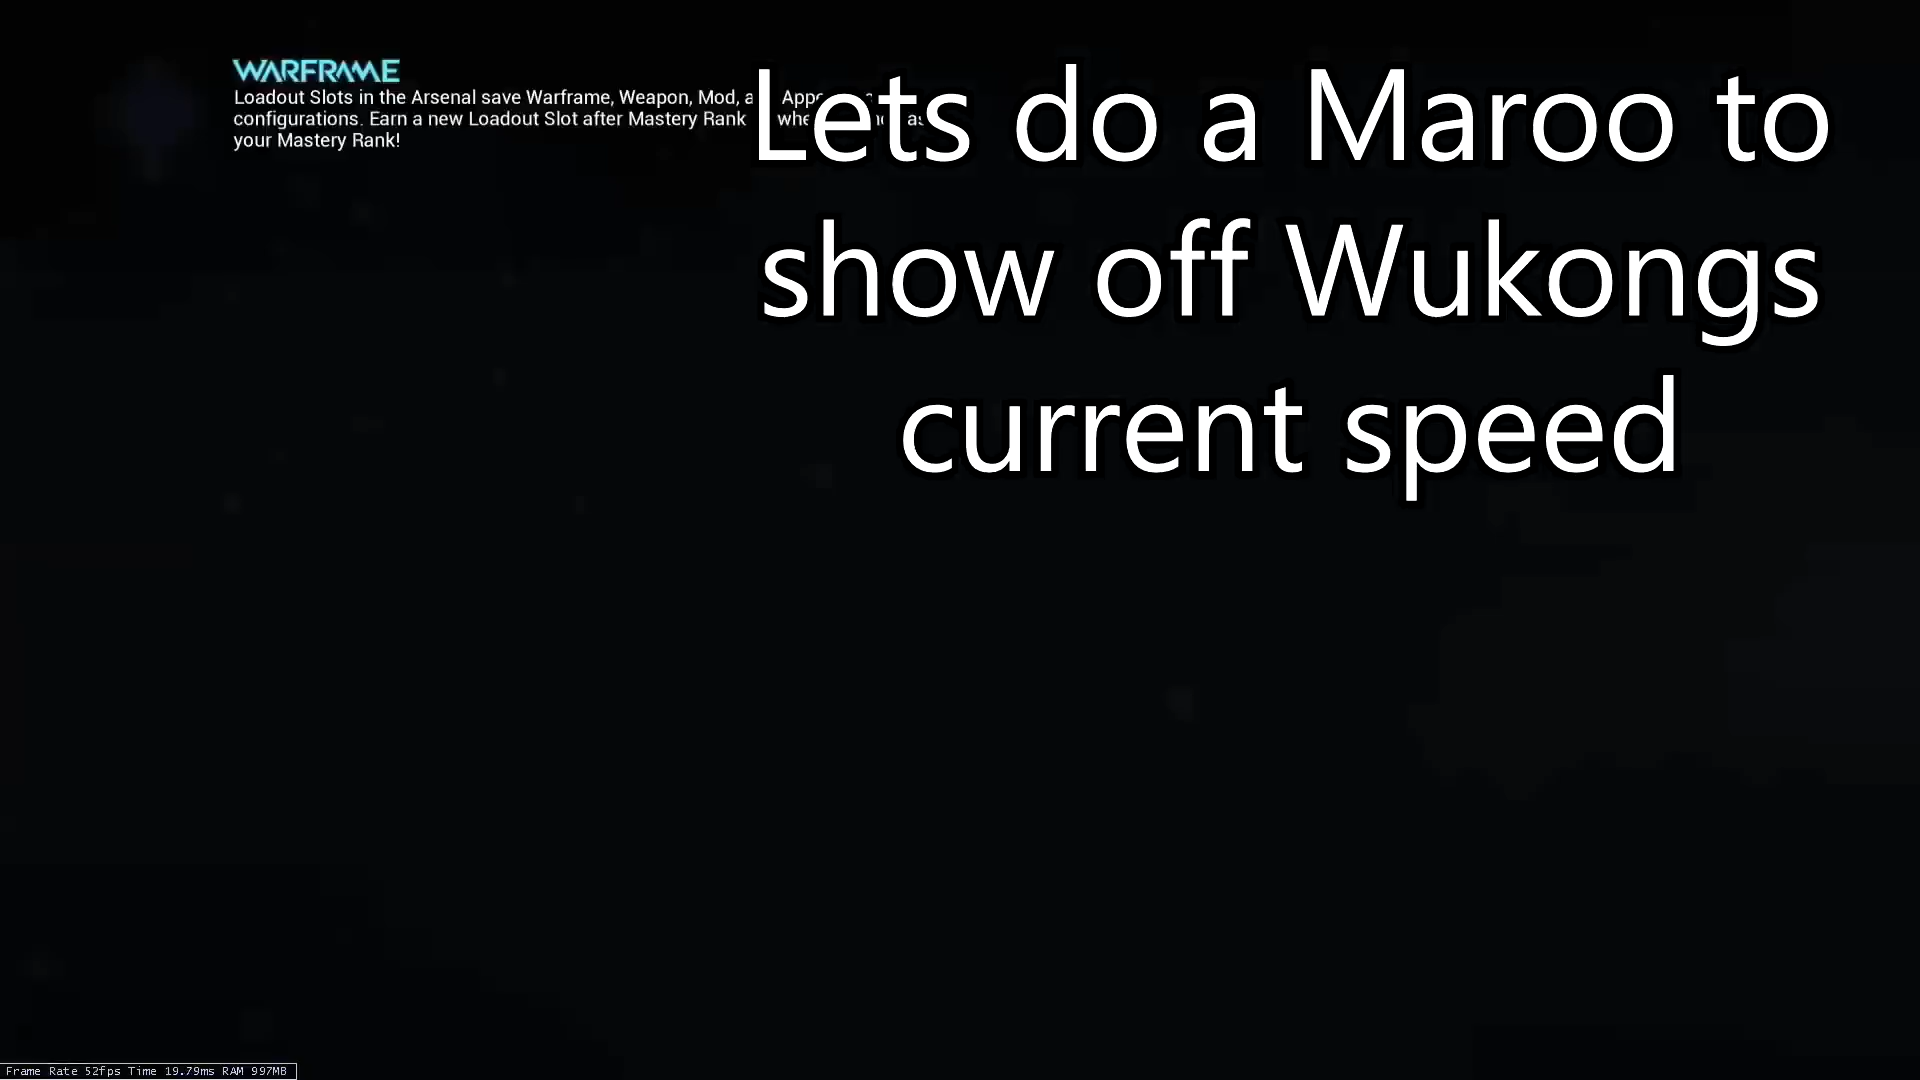 WARFRAME
Loadout Slots in the Arsenal save Warframe, Weapon, Mod,
configurations. Earn a new Loadout Slot after Mastery Rank
your Mastery Rank!
Lets do a Maroo to
show off Wukongs
current speed
Frame Rate 52fps Time 19.79ms RAM 997MB